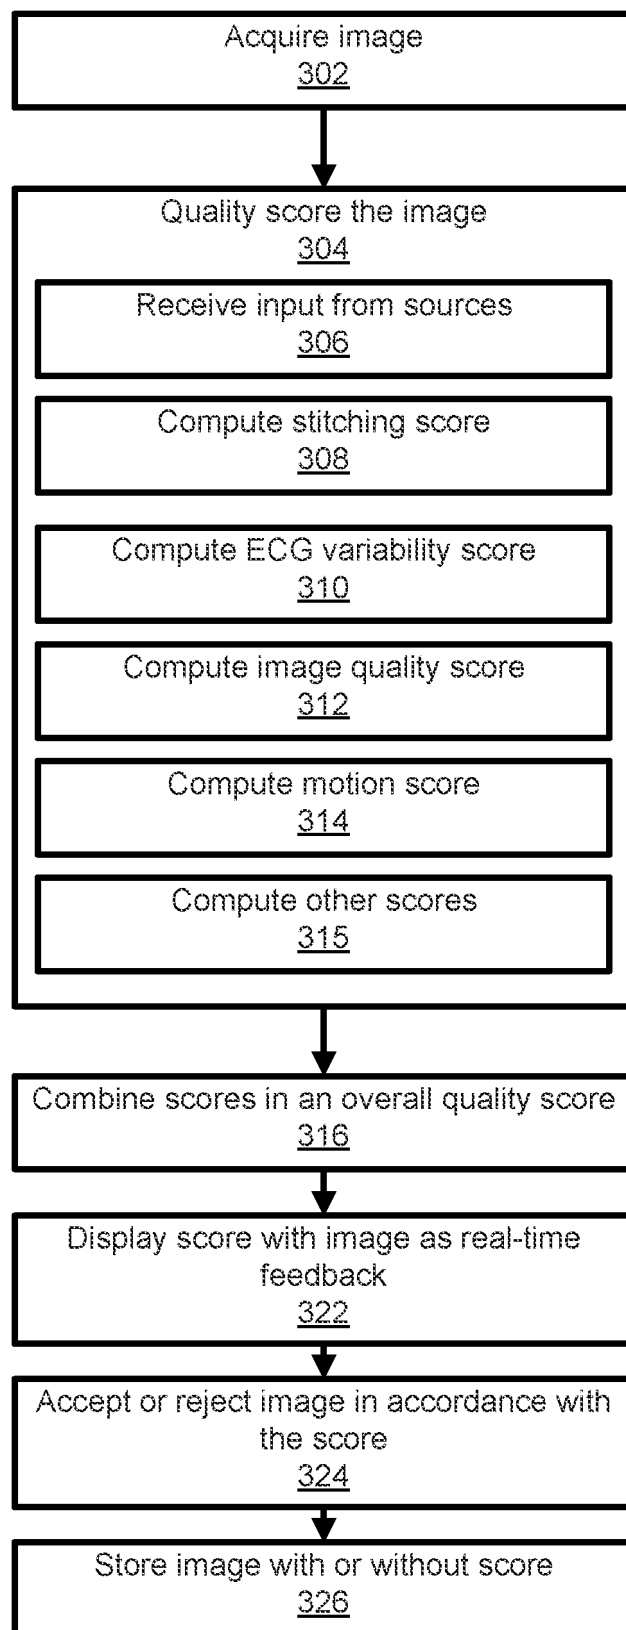 Acquire image
302
Quality score the image
304
Receive input from sources
306
Compute stitching score
308
Compute ECG variability score
310
Compute image quality score
312
Compute motion score
314
Compute other scores
315
Combine scores in an overall quality score
316
Display score with image as real-time
feedback
322
Accept or reject image in accordance with
the score
324
Store image with or without score
326